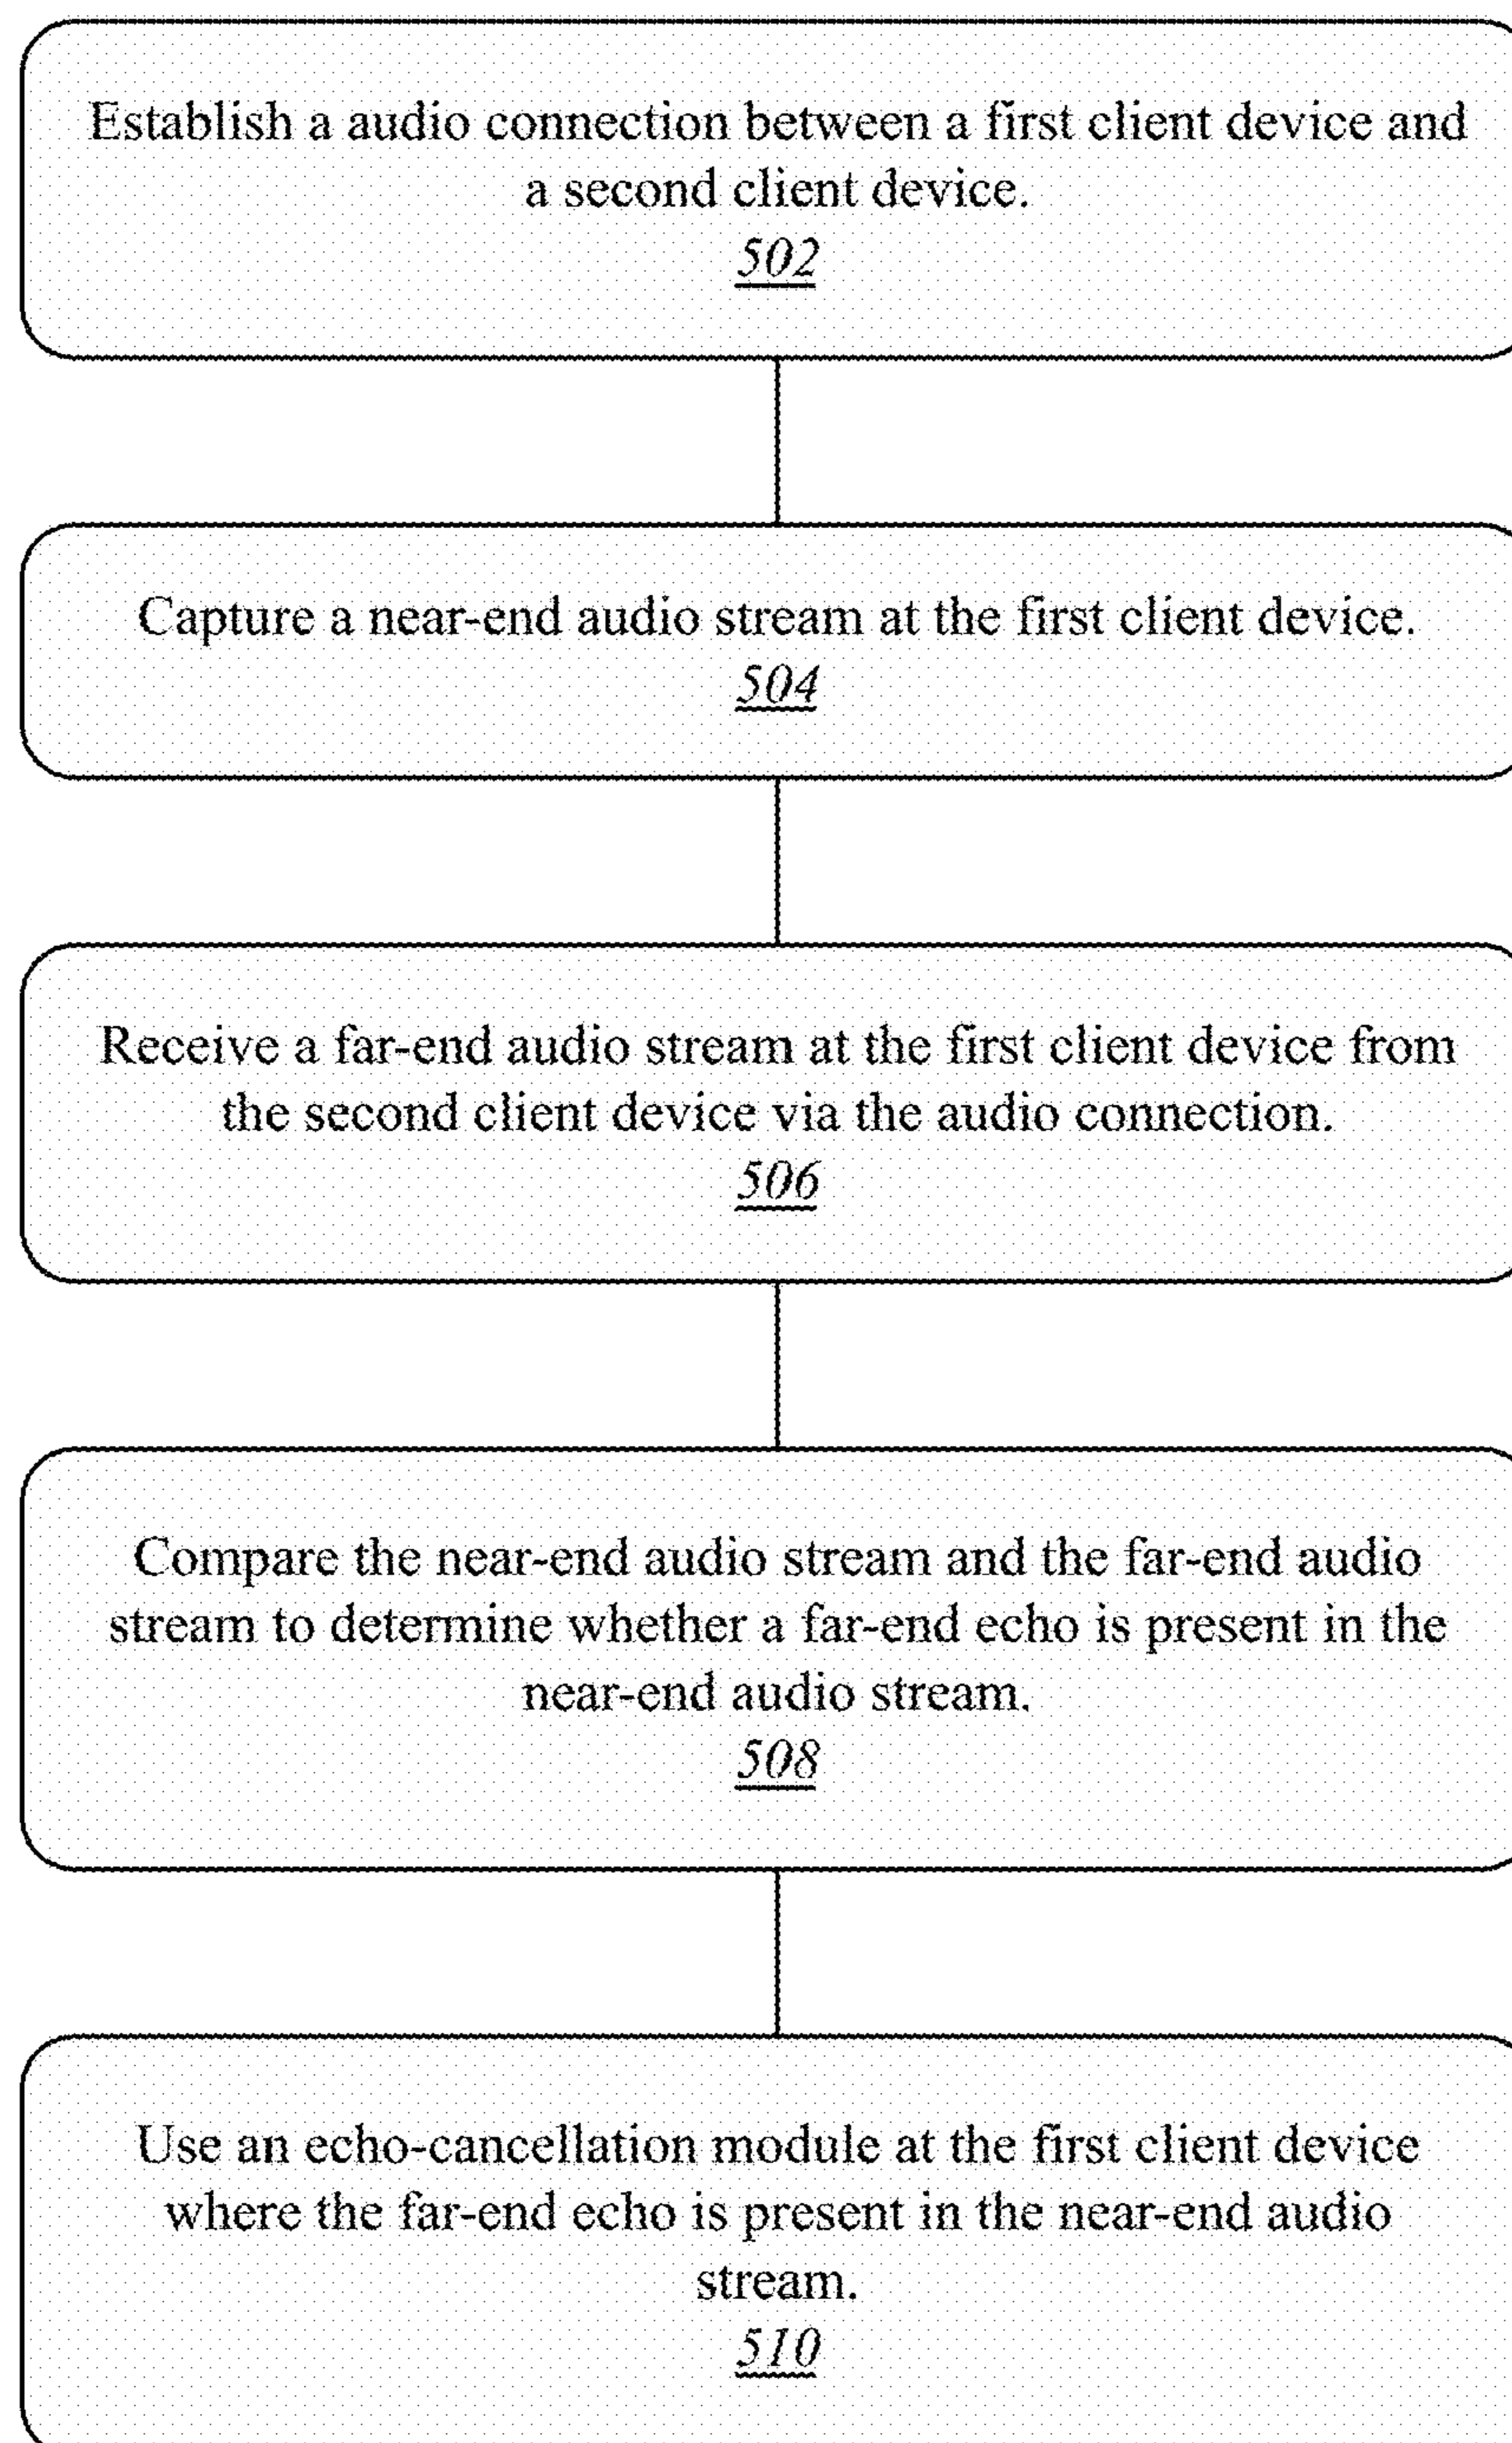 Establish a audio connection between a first client device and
a second client device.
502
Capture a near-end audio stream at the first client device.
504
Receive a far-end audio stream at the first client device from
the second client device via the audio connection.
506
Compare the near-end audio stream and the far-end audio
stream to determine whether a far-end echo is present in the
near-end audio stream.
508
Use an echo-cancellation module at the first client device
where the far-end echo is present in the near-end audio
stream.
510